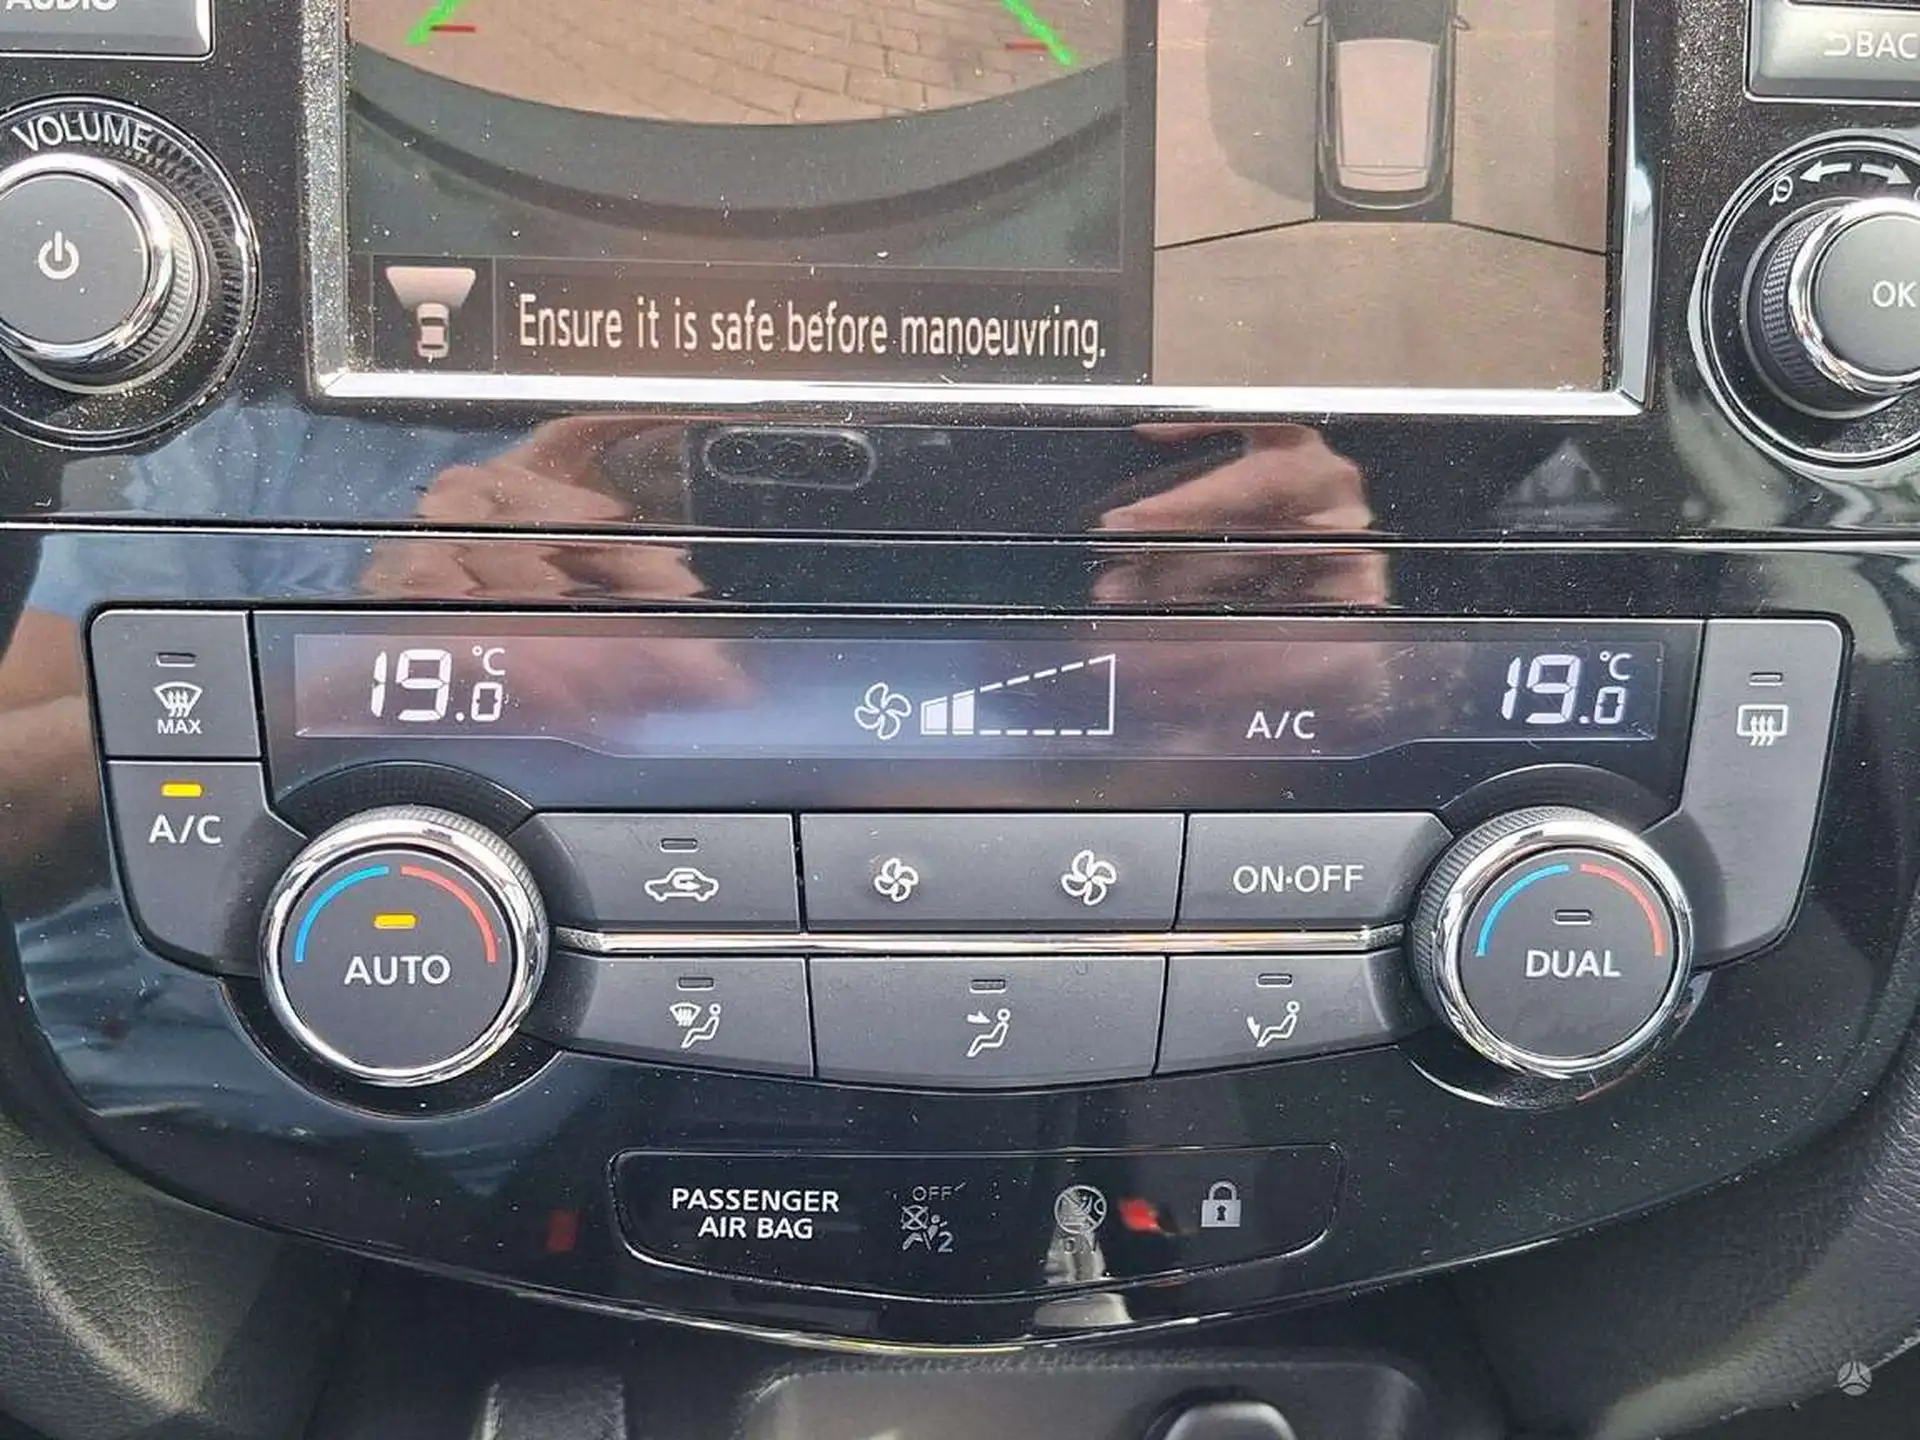 AUDIO
BAC
VOLUME
OK
Ensure it is safe before manoeuvring.
19.0 °C
A/C
19.0 °C
MAX
A/C
AUTO
ON·OFF
DUAL
PASSENGER
AIR BAG
OFF
2